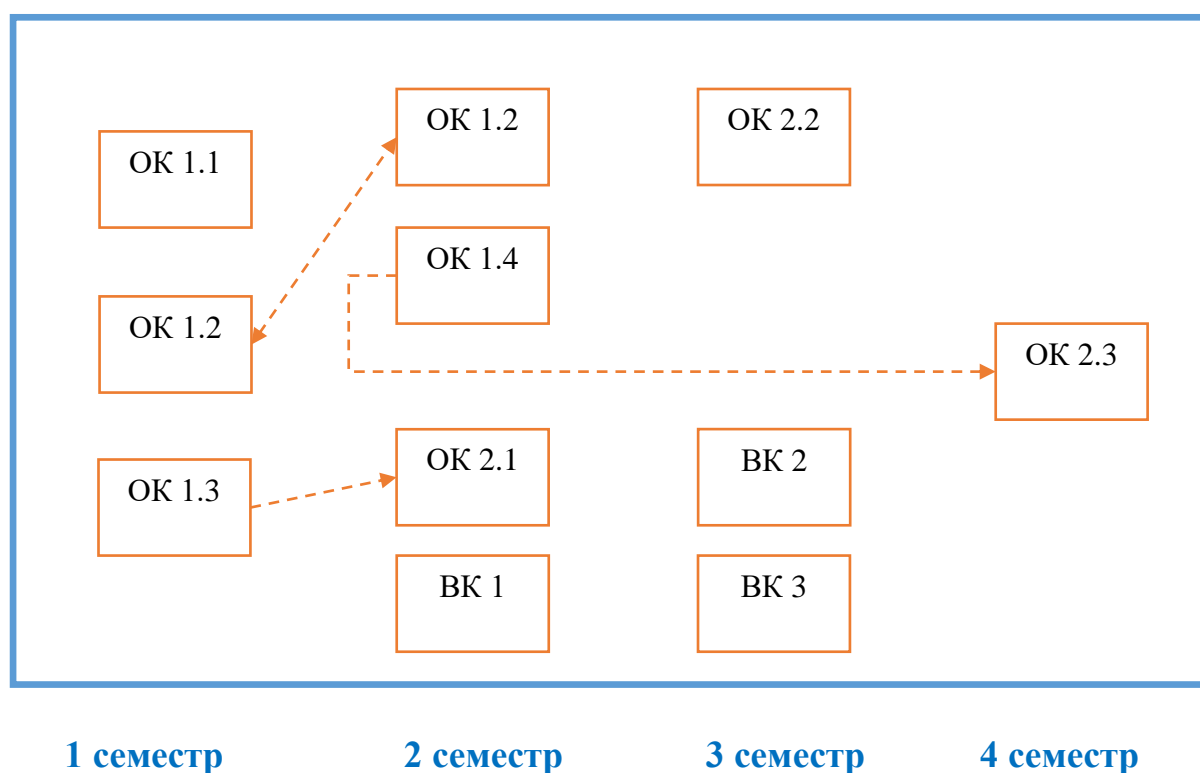 ОК 1.1
ОК 1.2
ОК 1.3
ОК 1.2
ОК 1.4
ОК 2.1
ВК 1
ОК 2.2
ВК 2
ВК 3
ОК 2.3
1 семестр
2 семестр
3 семестр
4 семестр